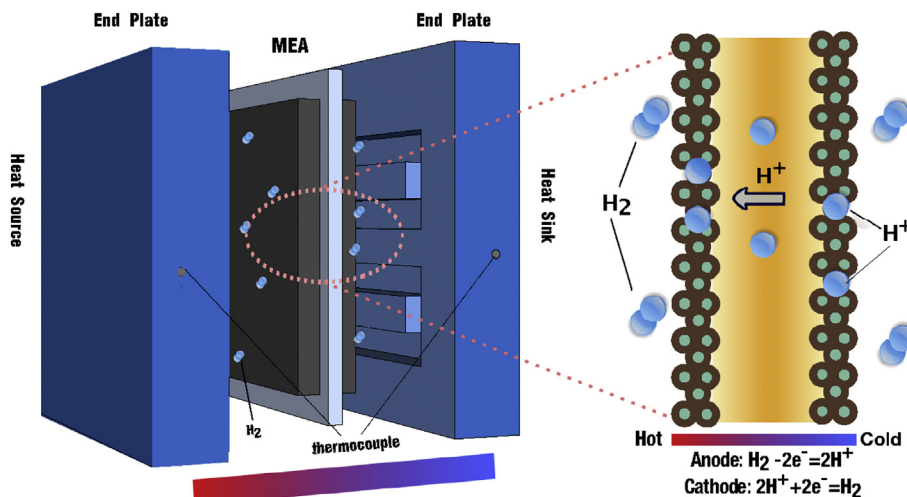 End Plate
End Plate
MEA
Heat Source
Heat Sink
H2
thermocouple
H2
H+
H+
Hot
Cold
Anode: H2 -2e-=2H+
Cathode: 2H++2e-=H2